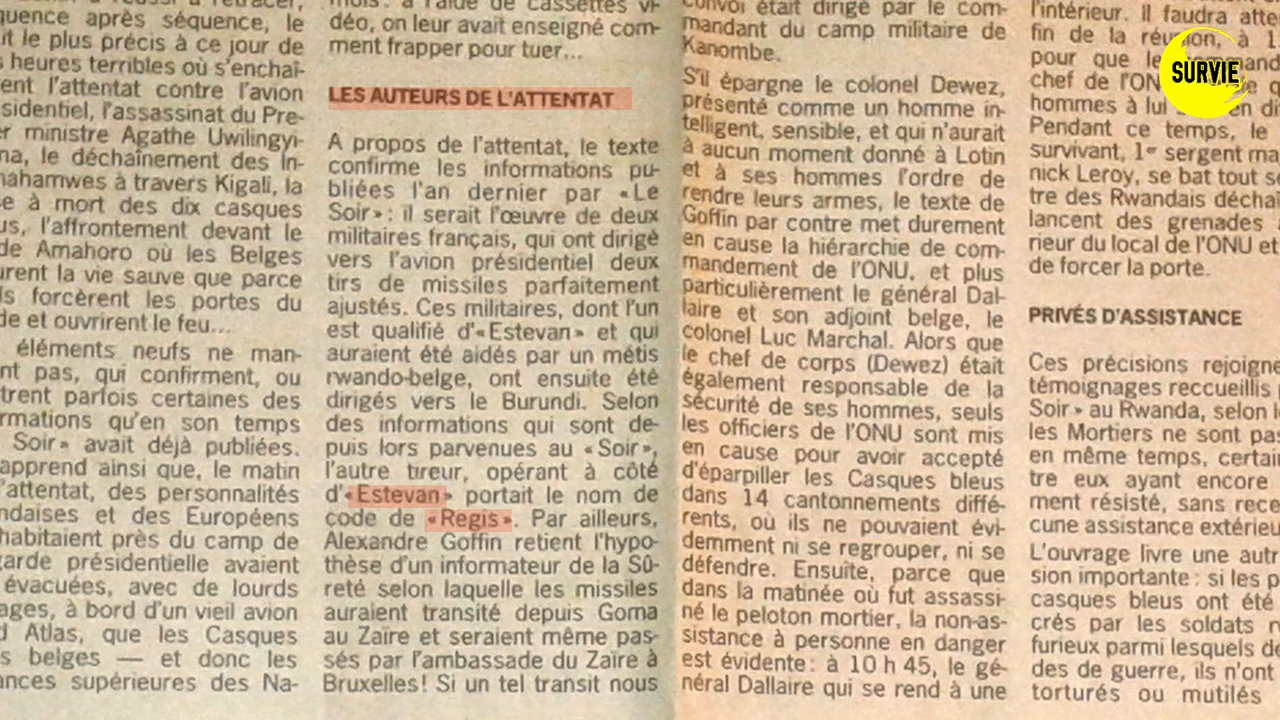 quence après séquence, le
it le plus précis à ce jour de
heures terribles où s'enchaî-
ent l'attentat contre l'avion
sidentiel, l'assassinat du Pre-
er ministre Agathe Uwilingyi-
na, le déchaînement des In-
ahamwes à travers Kigali, la
e à mort des dix casques
us, l'affrontement devant le
de Amahoro où les Belges
urent la vie sauve que parce
ls forcèrent les portes du
de et ouvrirent le feu...
éléments neufs ne man-
nt pas, qui confirment, ou
trent parfois certaines des
rmations qu'en son temps
Soir» avait déjà publiées.
apprend ainsi que, le matin
'attentat, des personnalités
ndaises et des Européens
habitaient près du camp de
garde présidentielle avaient
évacuées, avec de lourds
ages, à bord d'un vieil avion
d Atlas, que les Casques
s belges — et donc les
ances supérieures des Na-
mois: à l'aide de cassettes vi-
déo, on leur avait enseigné com-
ment frapper pour tuer...
LES AUTEURS DE L'ATTENTAT
A propos de l'attentat, le texte
confirme les informations pu-
bliées l'an dernier par «Le
Soir»: il serait l'œuvre de deux
militaires français, qui ont dirigé
vers l'avion présidentiel deux
tirs de missiles parfaitement
ajustés. Ces militaires, dont l'un
est qualifié d'«Estevan» et qui
auraient été aidés par un métis
rwando-belge, ont ensuite été
dirigés vers le Burundi. Selon
des informations qui sont de-
puis lors parvenues au «Soir»,
l'autre tireur, opérant à côté
d'«Estevan» portait le nom de
code de «Regis». Par ailleurs,
Alexandre Goffin retient l'hypo-
thèse d'un informateur de la Sû-
reté selon laquelle les missiles
auraient transité depuis Goma
au Zaïre et seraient même pas-
sés par l'ambassade du Zaïre à
Bruxelles! Si un tel transit nous
convoi était dirigé par le com-
mandant du camp militaire de
Kanombe.
S'il épargne le colonel Dewez,
présenté comme un homme in-
telligent, sensible, et qui n'aurait
à aucun moment donné à Lotin
et à ses hommes l'ordre de
rendre leurs armes, le texte de
Goffin par contre met durement
en cause la hiérarchie de com-
mandement de l'ONU, et plus
particulièrement le général Dal-
laire et son adjoint belge, le
colonel Luc Marchal. Alors que
le chef de corps (Dewez) était
également responsable de la
sécurité de ses hommes, seuls
les officiers de l'ONU sont mis
en cause pour avoir accepté
d'éparpiller les Casques bleus
dans 14 cantonnements diffé-
rents, où ils ne pouvaient évi-
demment ni se regrouper, ni se
défendre. Ensuite, parce que
dans la matinée où fut assassi-
né le peloton mortier, la non-as-
sistance à personne en danger
est évidente: à 10 h 45, le gé-
néral Dallaire qui se rend à une
l'intérieur. Il faudra atte
fin de la réunion, à 1
pour que le command
chef de l'ON
hommes à lui en di
Pendant ce temps, le
survivant, 1er sergent ma
nick Leroy, se bat tout se
tre des Rwandais déchaî
lancent des grenades à
rieur du local de l'ONU et
de forcer la porte.
PRIVÉS D'ASSISTANCE
Ces précisions rejoigne
témoignages reccueillis
Soir» au Rwanda, selon l
les Mortiers ne sont pas
en même temps, certain
tre eux ayant encore
ment résisté, sans rece
cune assistance extérieur
L'ouvrage livre une autr
sion importante: si les p
casques bleus ont été
crés par les soldats r
furieux parmi lesquels de
des de guerre, ils n'ont
torturés ou mutilés
SURVIE